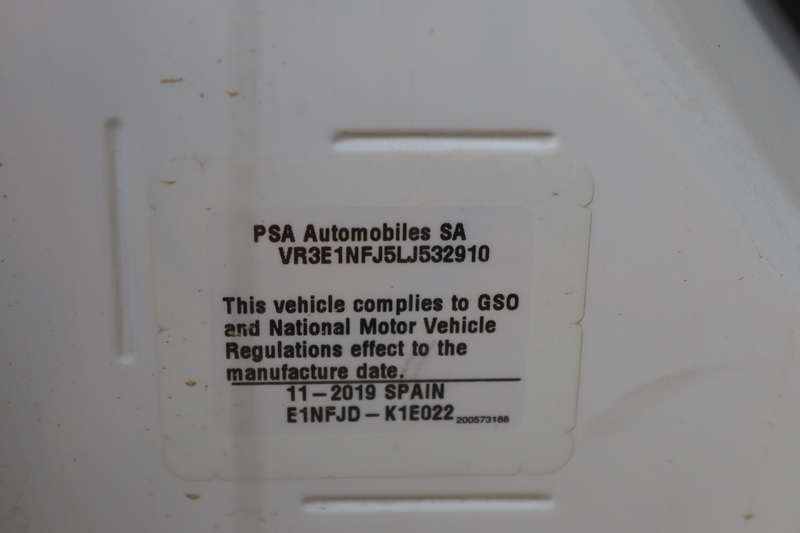 PSA Automobiles SA
VR3E1NFJ5LJ532910
This vehicle complies to GSO
and National Motor Vehicle
Regulations effect to the
manufacture date.
11-2019 SPAIN
E1NFJD-K1E022 200573188